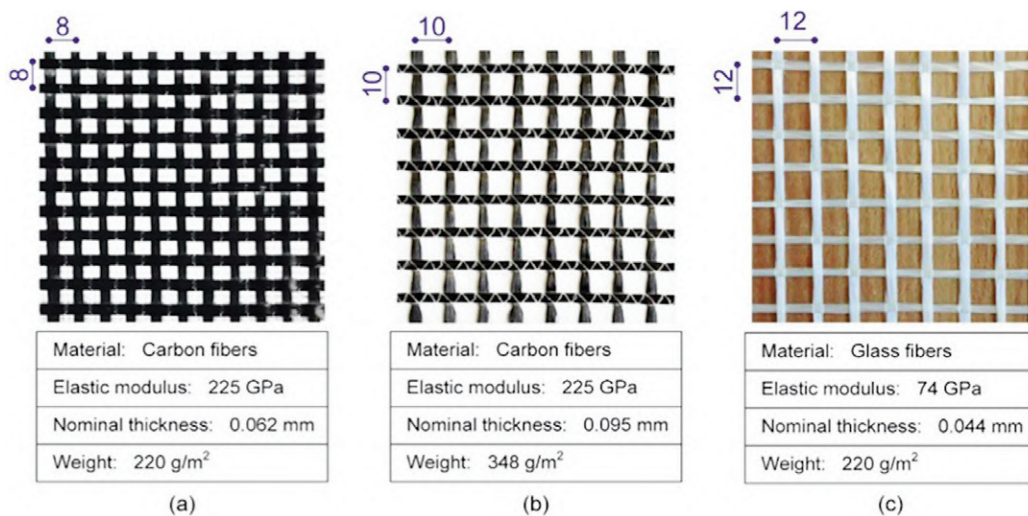 8
8
10
10
12
12
Material: Carbon fibers
Elastic modulus: 225 GPa
Nominal thickness: 0.062 mm
Weight: 220 g/m²
(a)
Material: Carbon fibers
Elastic modulus: 225 GPa
Nominal thickness: 0.095 mm
Weight: 348 g/m²
(b)
Material: Glass fibers
Elastic modulus: 74 GPa
Nominal thickness: 0.044 mm
Weight: 220 g/m²
(c)